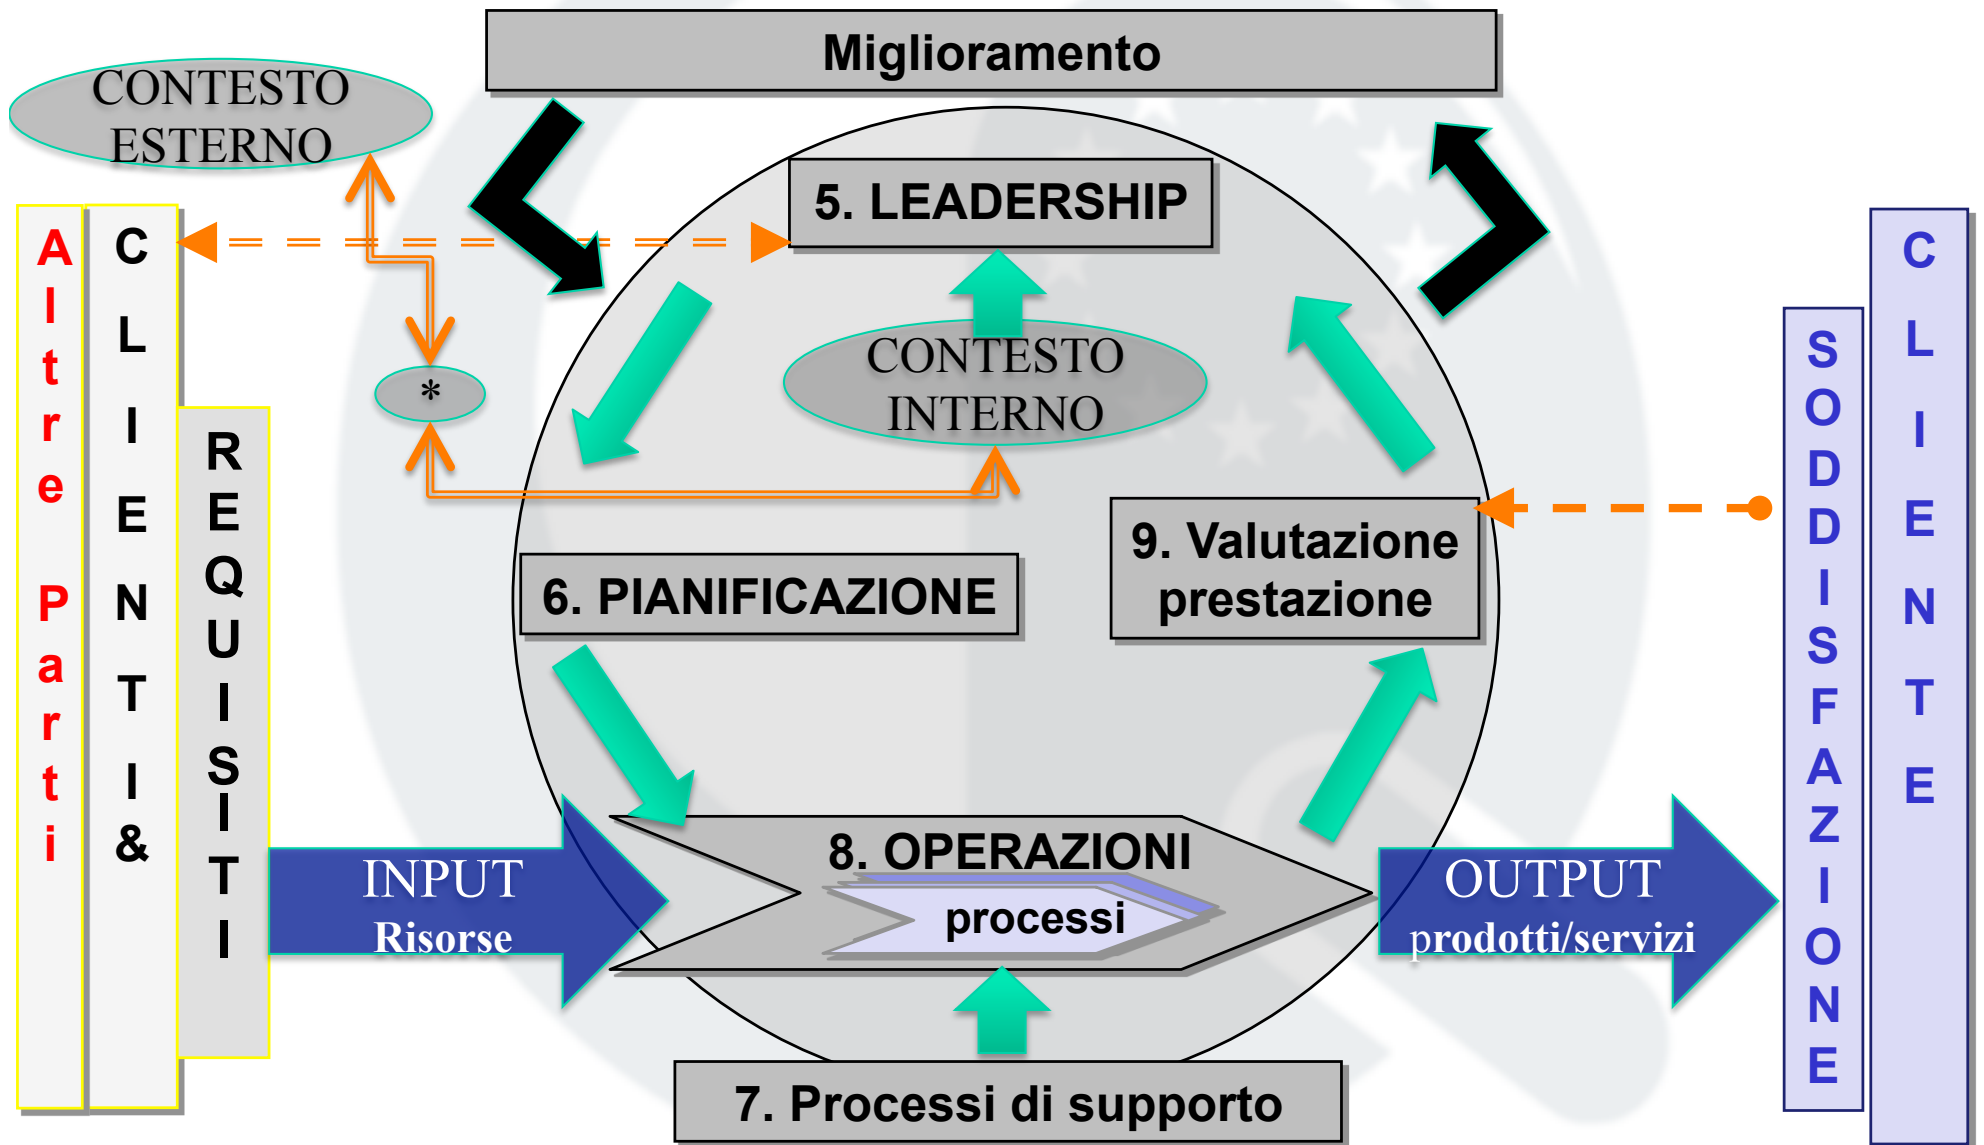 Miglioramento
CONTESTO
ESTERNO
5. LEADERSHIP
Altre Parti
CLIENTI&
REQUISITI
*
CONTESTO
INTERNO
6. PIANIFICAZIONE
9. Valutazione
prestazione
SODDISFAZIONE
CLIENTE
INPUT
Risorse
8. OPERAZIONI
processi
OUTPUT
prodotti/servizi
7. Processi di supporto